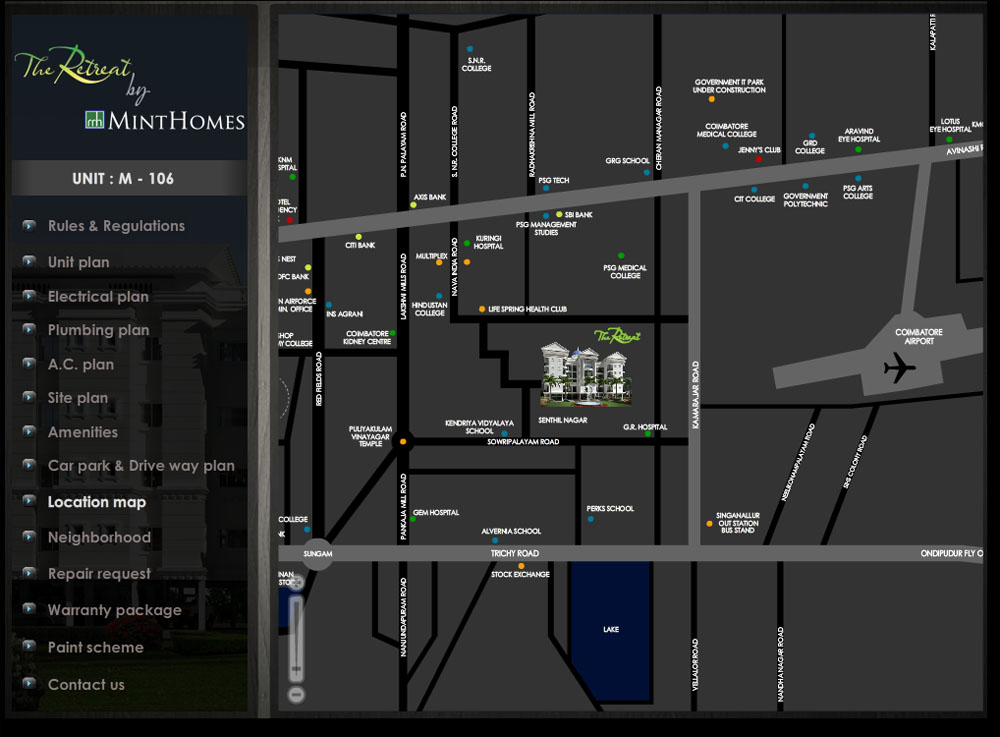 The Retreat
by
MINTHOMES
UNIT : M - 106
Rules & Regulations
Unit plan
Electrical plan
Plumbing plan
A.C. plan
Site plan
Amenities
Car park & Drive way plan
Location map
Neighborhood
Repair request
Warranty package
Paint scheme
Contact us
S.N.R.
COLLEGE
GOVERNMENT IT PARK
UNDER CONSTRUCTION
KALAPATTI R
P.N. PALAYAM ROAD
S. N.R. COLLEGE ROAD
RADHAKRISHNA MILL ROAD
CHERAN MANAGAR ROAD
COIMBATORE
MEDICAL COLLEGE
JENNY'S CLUB
GRD
COLLEGE
ARAVIND
EYE HOSPITAL
LOTUS
EYE HOSPITAL
KMC
AVINASHI R
KNM
SPITAL
GRG SCHOOL
PSG TECH
CIT COLLEGE
GOVERNMENT
POLYTECHNIC
PSG ARTS
COLLEGE
OTEL
ENCY
AXIS BANK
SBI BANK
PSG MANAGEMENT
STUDIES
CITI BANK
KURINGI
HOSPITAL
MULTIPLEX
NAVA INDIA ROAD
LAKSHMI MILLS ROAD
PSG MEDICAL
COLLEGE
NEST
DFC BANK
N AIRFORCE
MIN. OFFICE
INS AGRANI
HINDUSTAN
COLLEGE
LIFE SPRING HEALTH CLUB
SHOP
MY COLLEGE
COIMBATORE
KIDNEY CENTRE
The Retreat
COIMBATORE
AIRPORT
RED FIELDS ROAD
KAMARAJAR ROAD
PULIYAKULAM
VINAYAGAR
TEMPLE
KENDRIYA VIDYALAYA
SCHOOL
SENTHIL NAGAR
G.R. HOSPITAL
SOWRIPALAYAM ROAD
NEELIKONAMPALAYAM ROAD
SIHS COLONY ROAD
PANKAJA MILL ROAD
GEM HOSPITAL
PERKS SCHOOL
SINGANALLUR
OUT STATION
BUS STAND
COLLEGE
NK
ALVERNIA SCHOOL
SUNGAM
TRICHY ROAD
ONDIPUDUR FLY O
STOCK EXCHANGE
NAN
STO
NANJUNDAPURAM ROAD
LAKE
VELLALOR ROAD
NANDHA NAGAR ROAD